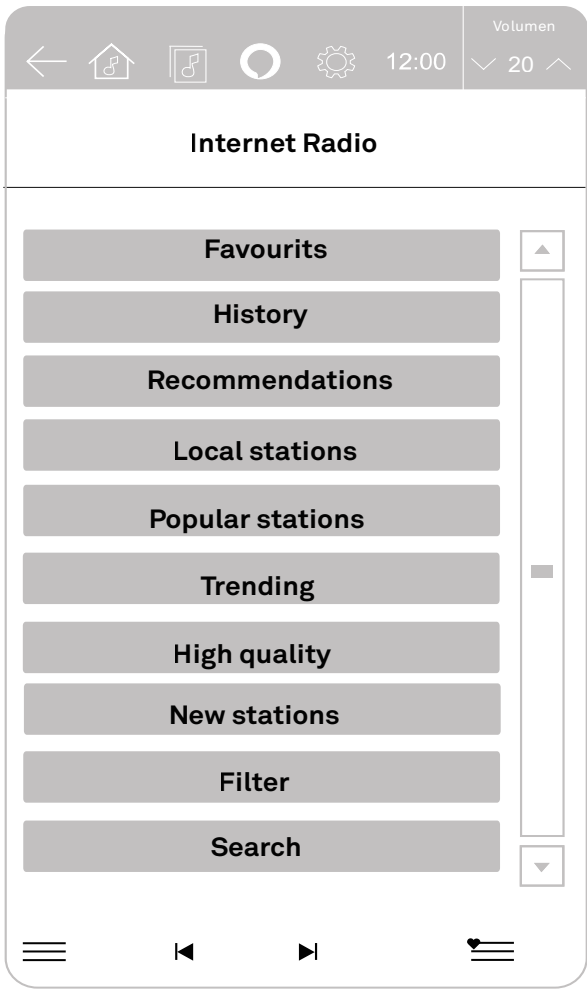 Volumen
12:00
20
Internet Radio
Favourits
History
Recommendations
Local stations
Popular stations
Trending
High quality
New stations
Filter
Search